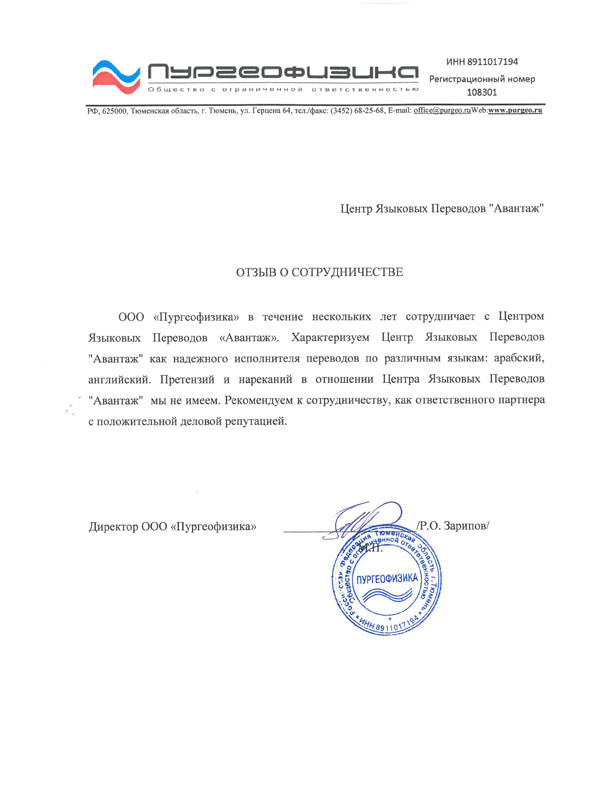 ПУРГЕОФИЗИКА
Общество с ограниченной ответственностью
ИНН 8911017194
Регистрационный номер
108301
РФ, 625000, Тюменская область, г. Тюмень, ул. Герцена 64, тел./факс: (3452) 68-25-68, E-mail: office@purgeo.ruWeb:www.purgeo.ru
Центр Языковых Переводов "Авантаж"
ОТЗЫВ О СОТРУДНИЧЕСТВЕ
ООО «Пургеофизика» в течение нескольких лет сотрудничает с Центром
Языковых Переводов «Авантаж». Характеризуем Центр Языковых Переводов
"Авантаж" как надежного исполнителя переводов по различным языкам: арабский,
английский. Претензий и нареканий в отношении Центра Языковых Переводов
"Авантаж" мы не имеем. Рекомендуем к сотрудничеству, как ответственного партнера
с положительной деловой репутацией.
Директор ООО «Пургеофизика» /Р.О. Зарипов/
М.П.
Российская Федерация Тюменская область г. Тюмень
Общество с ограниченной ответственностью
ПУРГЕОФИЗИКА
* ИНН 8911017194 *